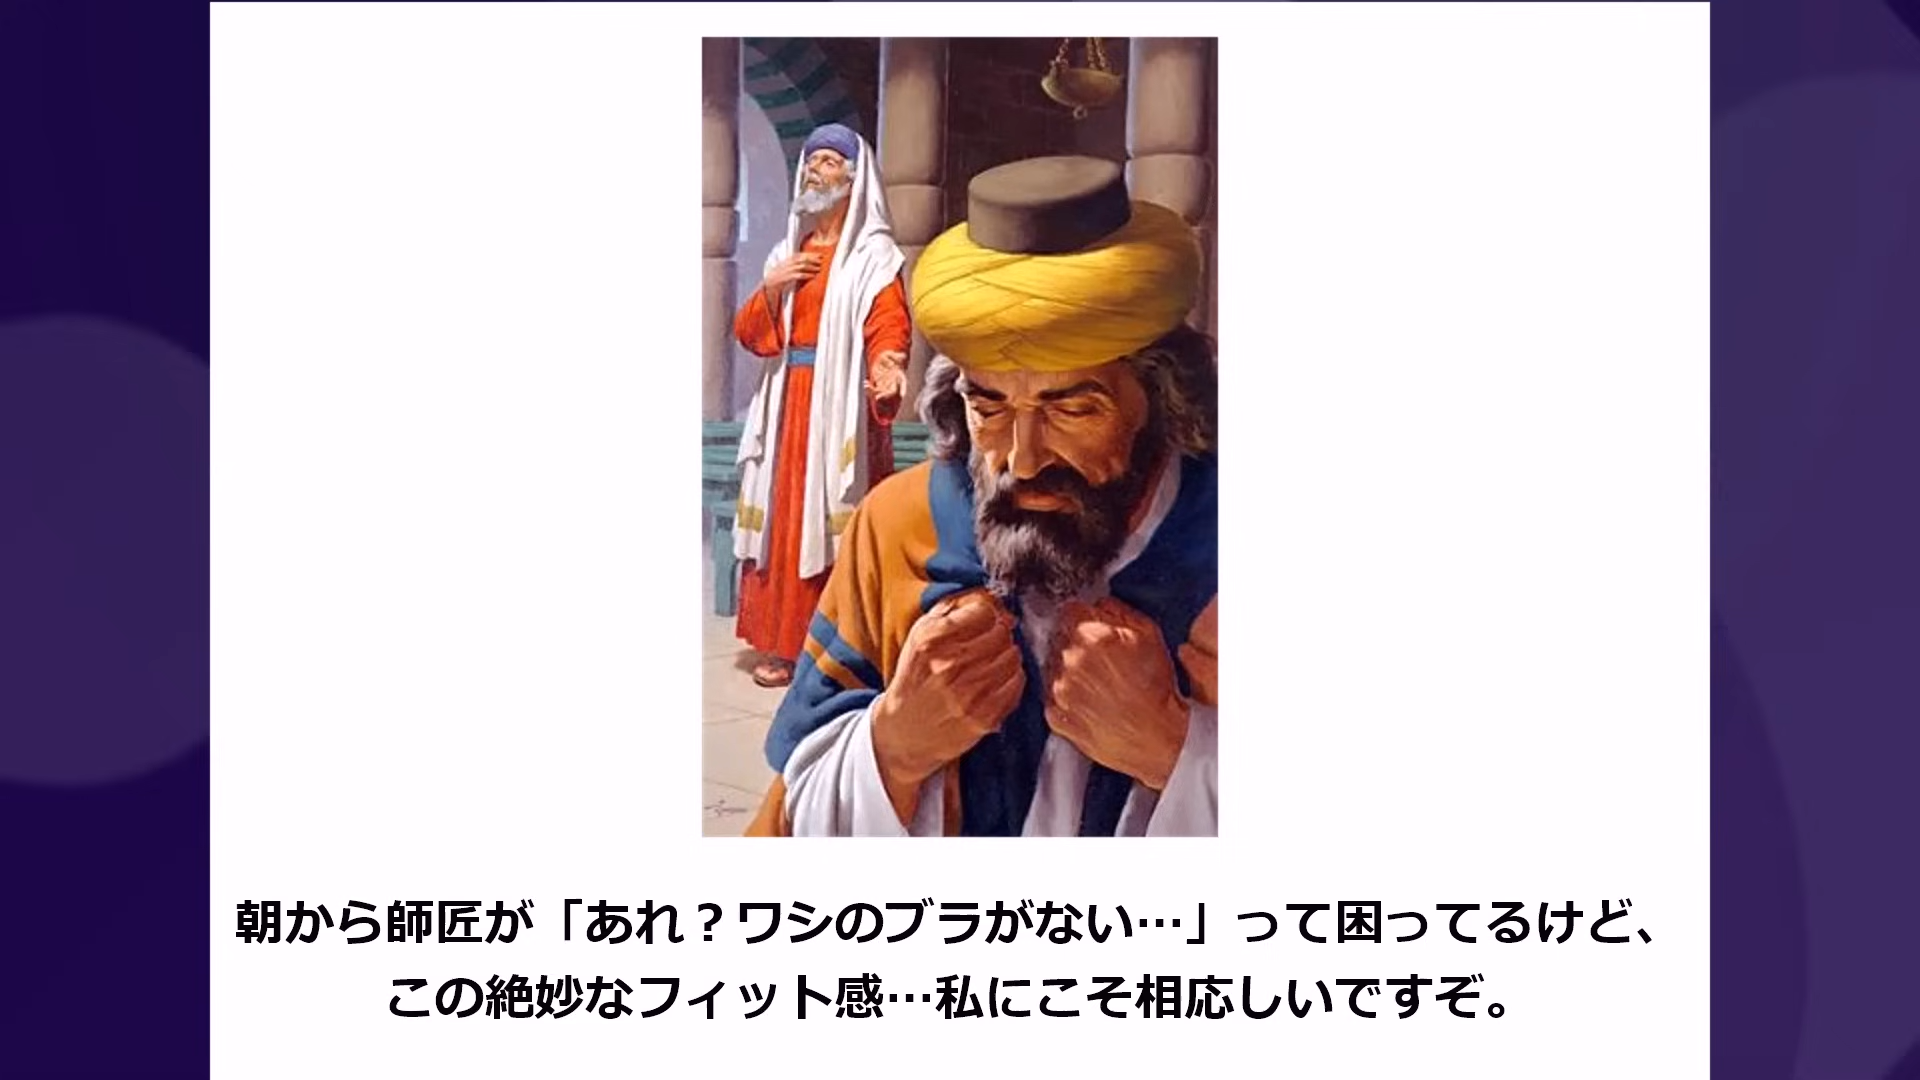 朝から師匠が「あれ？ワシのブラがない…」って困ってるけど、
この絶妙なフィット感…私にこそ相応しいですぞ。